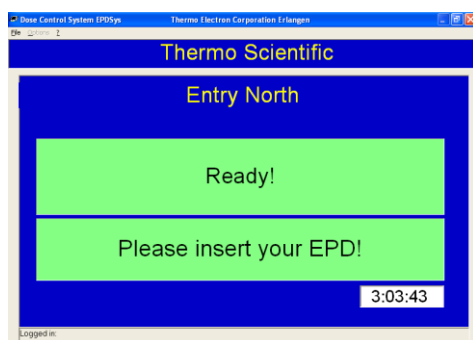 Dose Control System EPDSys Thermo Electron Corporation Erlangen
File Options ?
Thermo Scientific
Entry North
Ready!
Please insert your EPD!
3:03:43
Logged in: